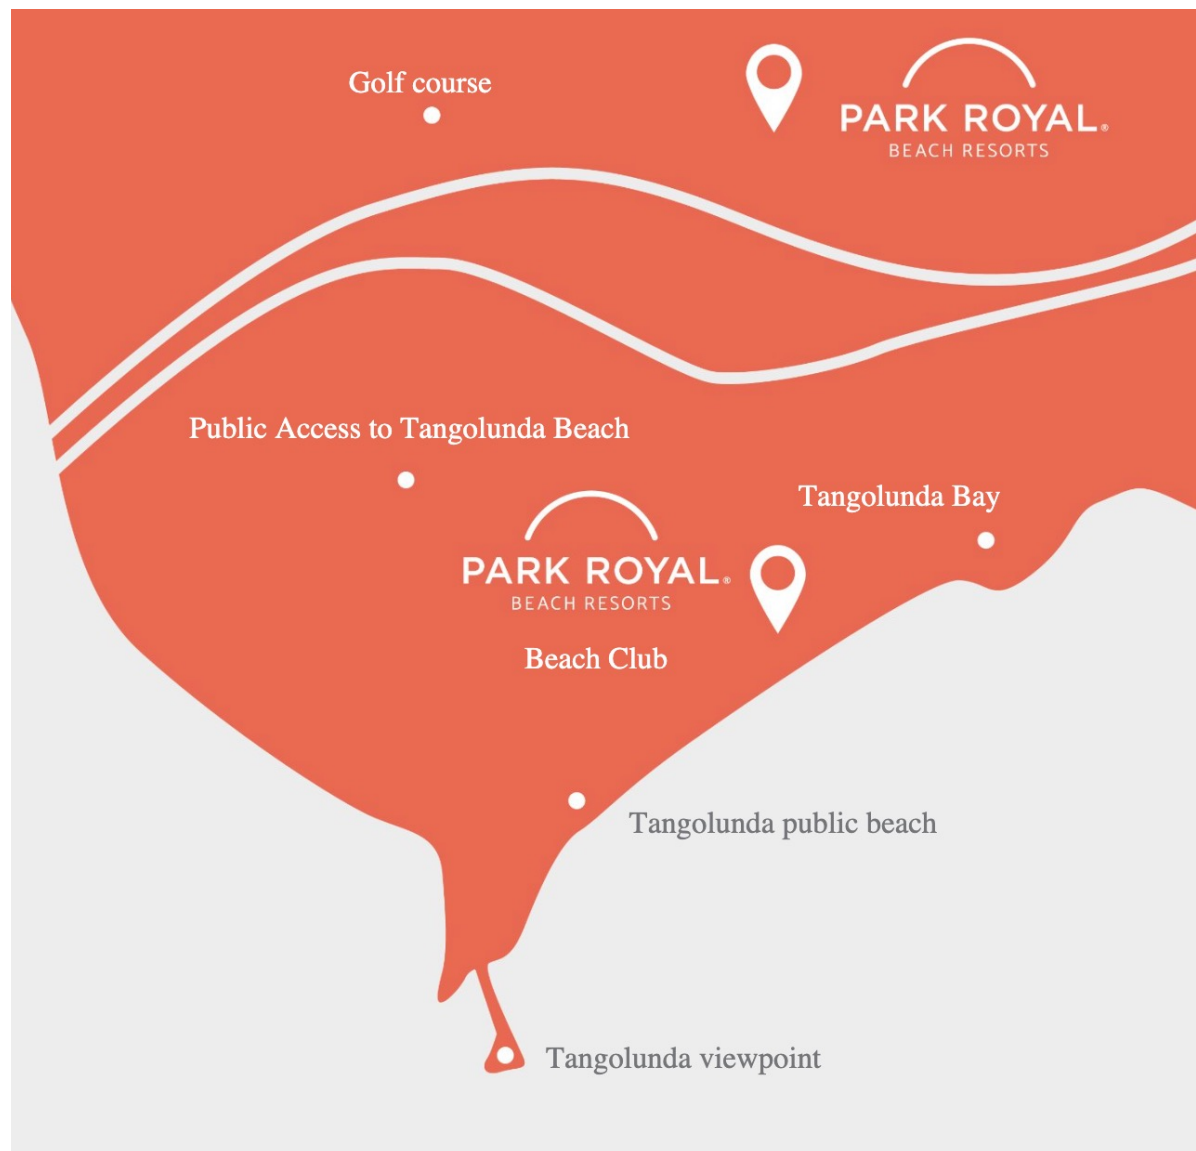 Golf course
PARK ROYAL®
BEACH RESORTS
Public Access to Tangolunda Beach
Tangolunda Bay
PARK ROYAL®
BEACH RESORTS
Beach Club
Tangolunda public beach
Tangolunda viewpoint